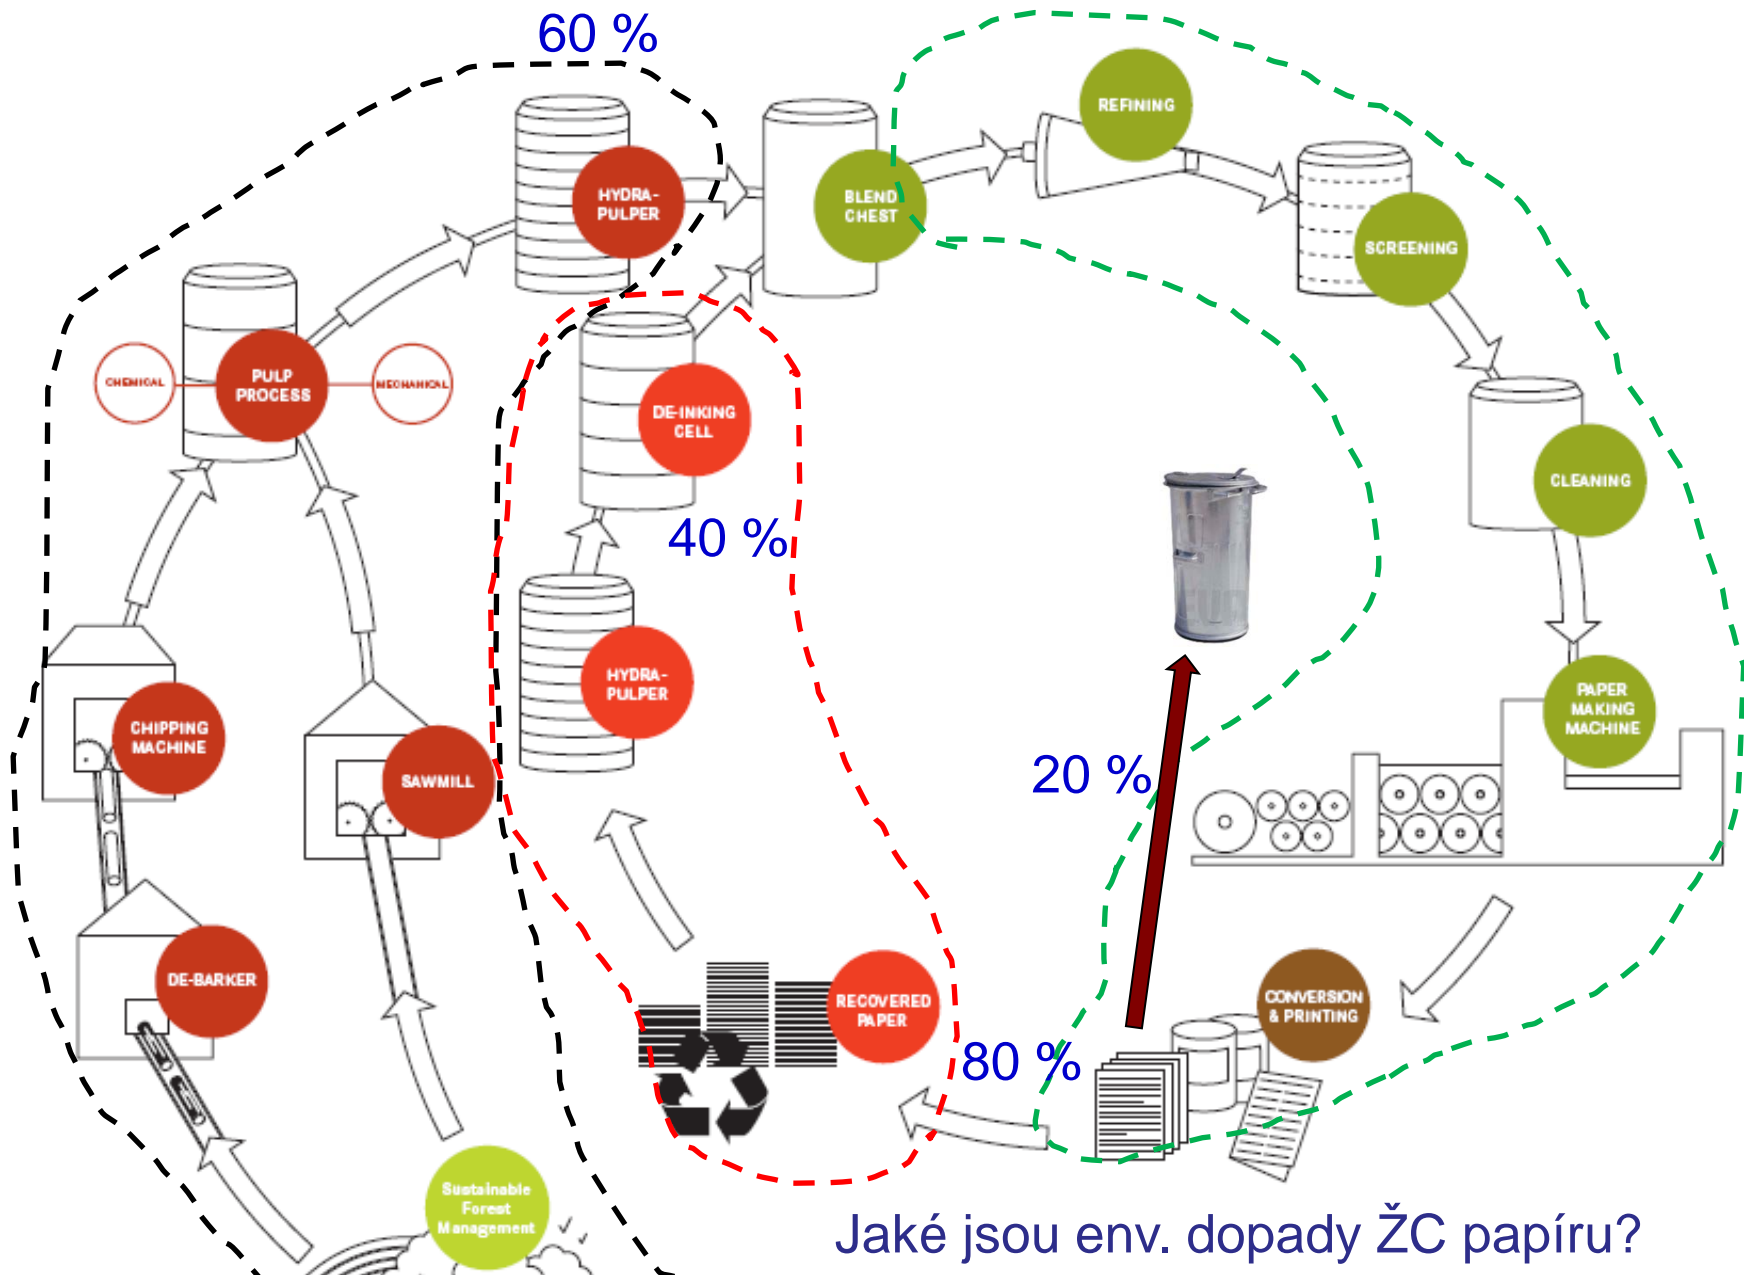 60 %
REFINING
HYDRA-
PULPER
BLEND
CHEST
SCREENING
CHEMICAL
PULP
PROCESS
MECHANICAL
DE-INKING
CELL
CLEANING
40 %
HYDRA-
PULPER
CHIPPING
MACHINE
SAWMILL
PAPER
MAKING
MACHINE
20 %
DE-BARKER
RECOVERED
PAPER
CONVERSION
& PRINTING
80 %
Sustainable
Forest
Management
Jaké jsou env. dopady ŽC papíru?